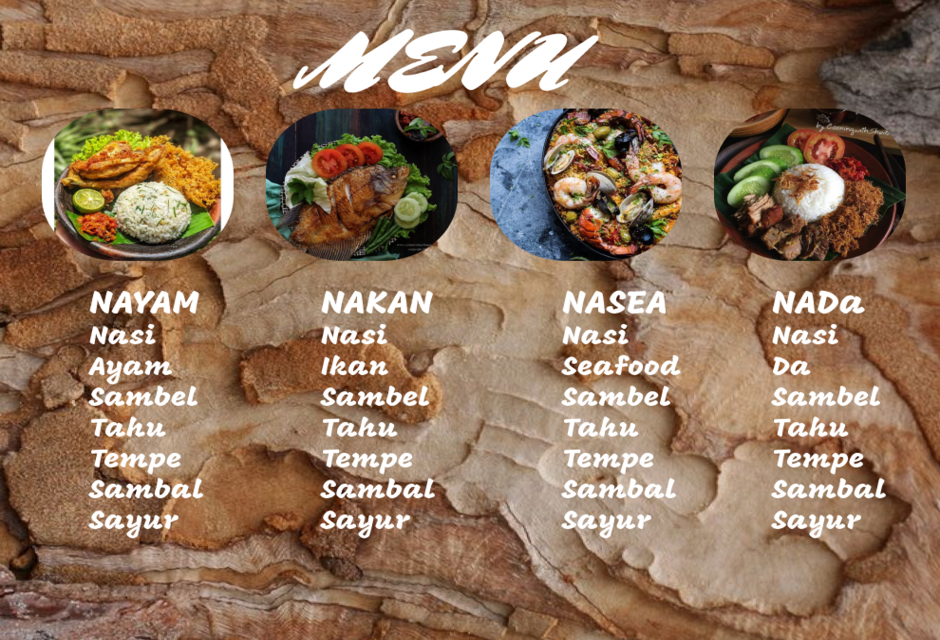 MENU
NAYAM
Nasi
Ayam
Sambel
Tahu
Tempe
Sambal
Sayur
NAKAN
Nasi
Ikan
Sambel
Tahu
Tempe
Sambal
Sayur
NASEA
Nasi
Seafood
Sambel
Tahu
Tempe
Sambal
Sayur
NADa
Nasi
Da
Sambel
Tahu
Tempe
Sambal
Sayur